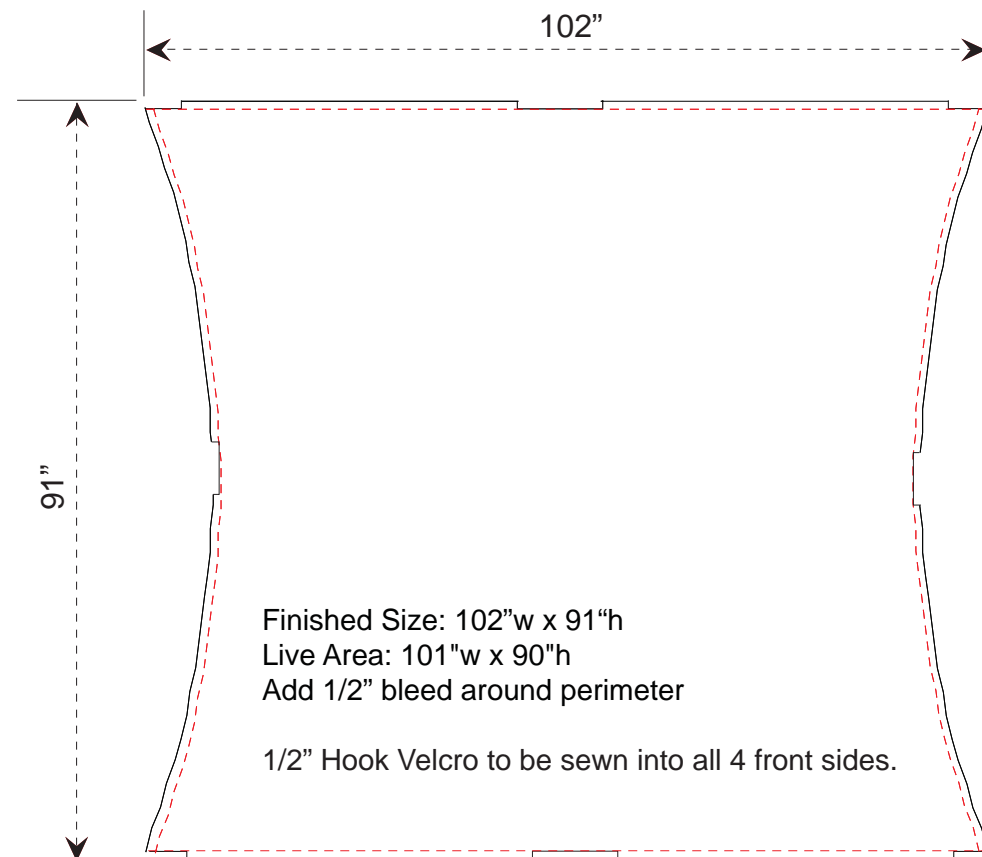 102”
91”
Finished Size: 102”w x 91“h
Live Area: 101"w x 90"h
Add 1/2” bleed around perimeter
1/2” Hook Velcro to be sewn into all 4 front sides.